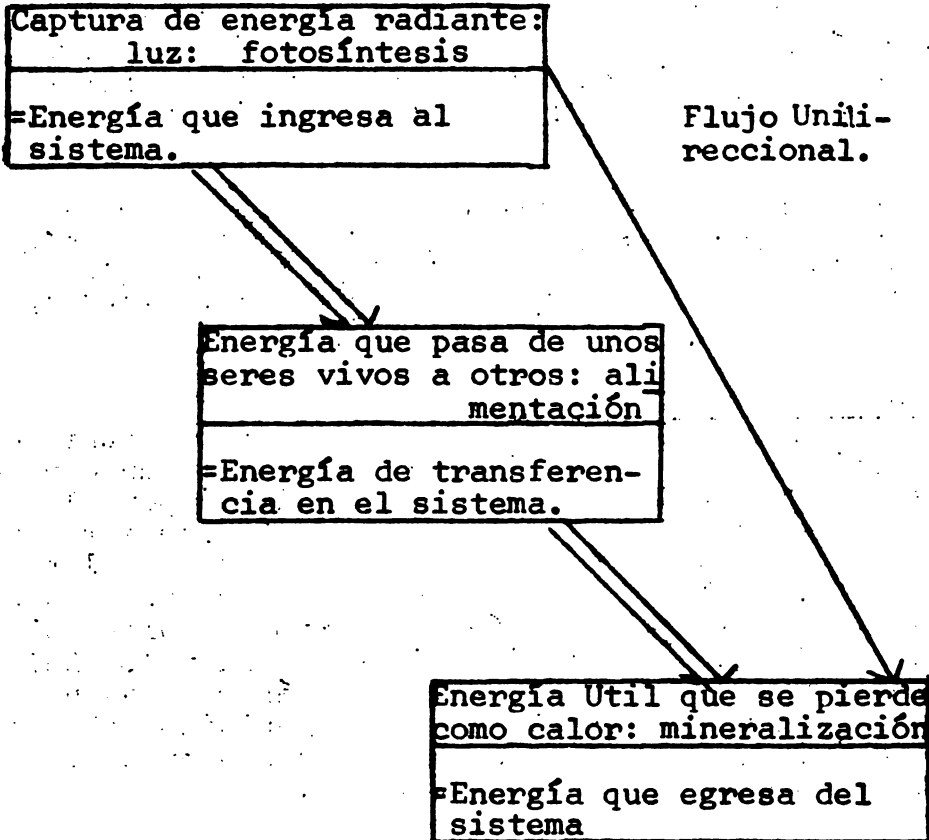 Captura de energía radiante:
luz: fotosíntesis
=Energía que ingresa al
sistema.
Flujo Unili-
reccional.
Energía que pasa de unos
seres vivos a otros: ali
mentación
=Energía de transferen-
cia en el sistema.
Energía Util que se pierde
como calor: mineralización
=Energía que egresa del
sistema